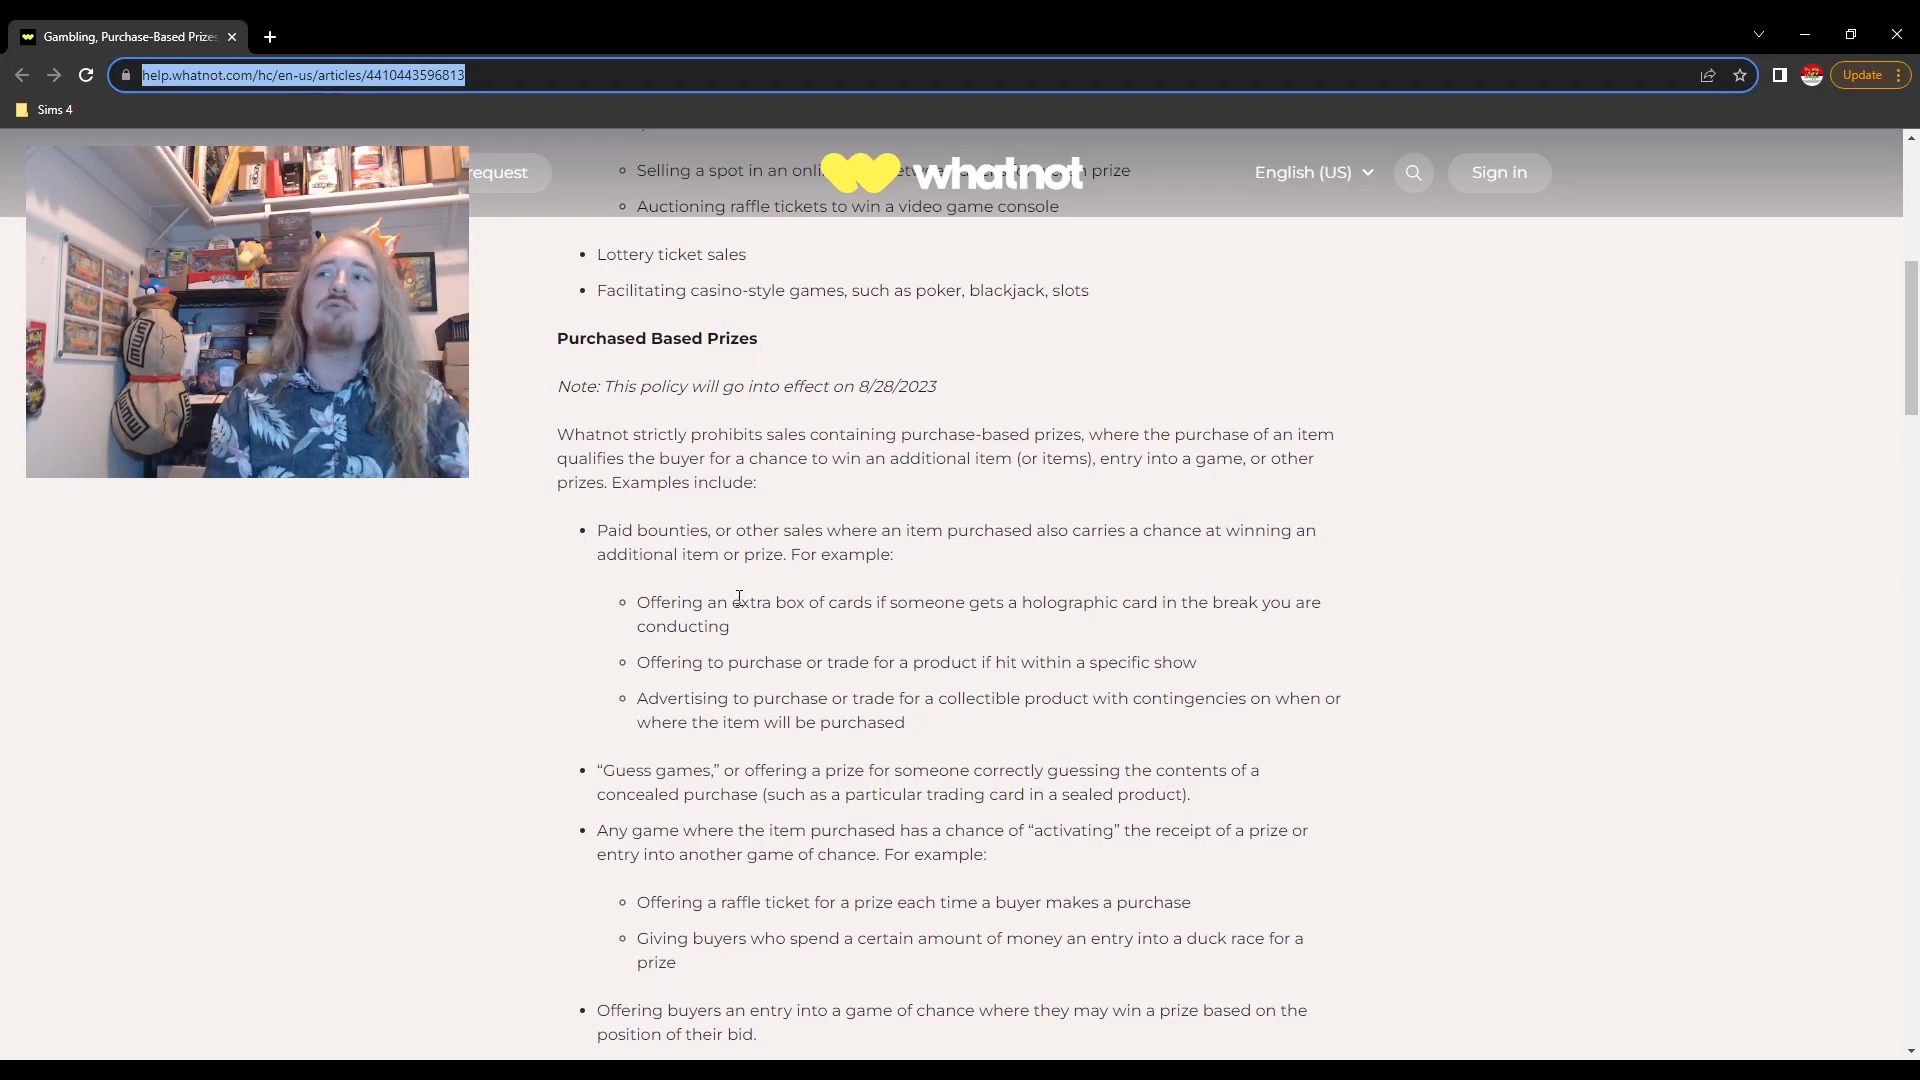 Gambling, Purchase-Based Prizes
help.whatnot.com/hc/en-us/articles/4410443596813
Update
Sims 4
request
whatnot
English (US)
Sign in
Selling a spot in an onli prize
Auctioning raffle tickets to win a video game console
Lottery ticket sales
Facilitating casino-style games, such as poker, blackjack, slots
Purchased Based Prizes
Note: This policy will go into effect on 8/28/2023
Whatnot strictly prohibits sales containing purchase-based prizes, where the purchase of an item
qualifies the buyer for a chance to win an additional item (or items), entry into a game, or other
prizes. Examples include:
Paid bounties, or other sales where an item purchased also carries a chance at winning an
additional item or prize. For example:
Offering an extra box of cards if someone gets a holographic card in the break you are
conducting
Offering to purchase or trade for a product if hit within a specific show
Advertising to purchase or trade for a collectible product with contingencies on when or
where the item will be purchased
“Guess games,” or offering a prize for someone correctly guessing the contents of a
concealed purchase (such as a particular trading card in a sealed product).
Any game where the item purchased has a chance of “activating” the receipt of a prize or
entry into another game of chance. For example:
Offering a raffle ticket for a prize each time a buyer makes a purchase
Giving buyers who spend a certain amount of money an entry into a duck race for a
prize
Offering buyers an entry into a game of chance where they may win a prize based on the
position of their bid.